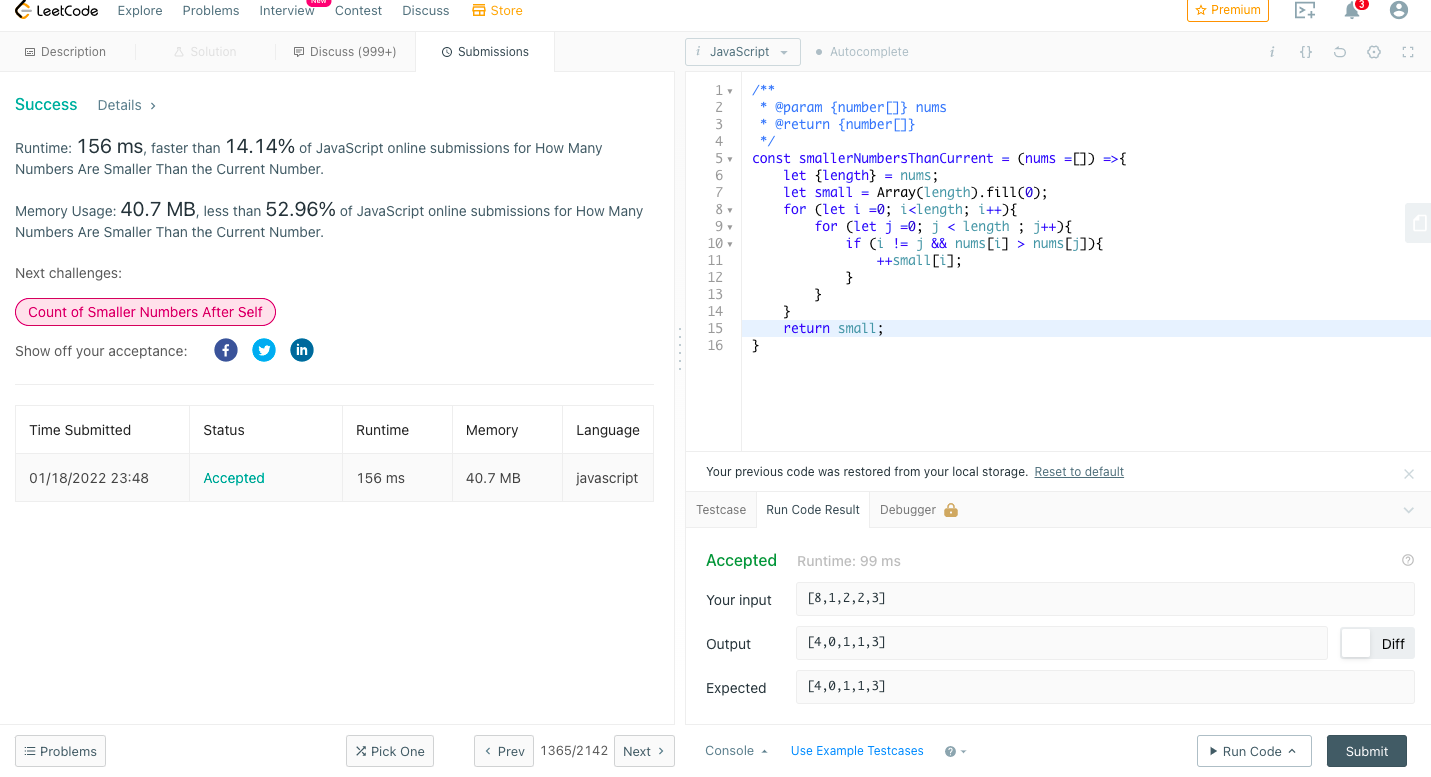 LeetCode Explore Problems Interview New Contest Discuss Store Premium 3
Description Solution Discuss (999+) Submissions
Success Details
Runtime: 156 ms, faster than 14.14% of JavaScript online submissions for How Many
Numbers Are Smaller Than the Current Number.
Memory Usage: 40.7 MB, less than 52.96% of JavaScript online submissions for How Many
Numbers Are Smaller Than the Current Number.
Next challenges:
Count of Smaller Numbers After Self
Show off your acceptance:
Time Submitted Status Runtime Memory Language
01/18/2022 23:48 Accepted 156 ms 40.7 MB javascript
Problems Pick One Prev 1365/2142 Next
i JavaScript Autocomplete i {}
1 /**
2  * @param {number[]} nums
3  * @return {number[]}
4  */
5 const smallerNumbersThanCurrent = (nums =[]) =>{
6     let {length} = nums;
7     let small = Array(length).fill(0);
8     for (let i =0; i<length; i++){
9         for (let j =0; j < length ; j++){
10             if (i != j && nums[i] > nums[j]){
11                 ++small[i];
12             }
13         }
14     }
15     return small;
16 }
Your previous code was restored from your local storage. Reset to default
Testcase Run Code Result Debugger
Accepted Runtime: 99 ms
Your input [8,1,2,2,3]
Output [4,0,1,1,3] Diff
Expected [4,0,1,1,3]
Console Use Example Testcases ? Run Code Submit